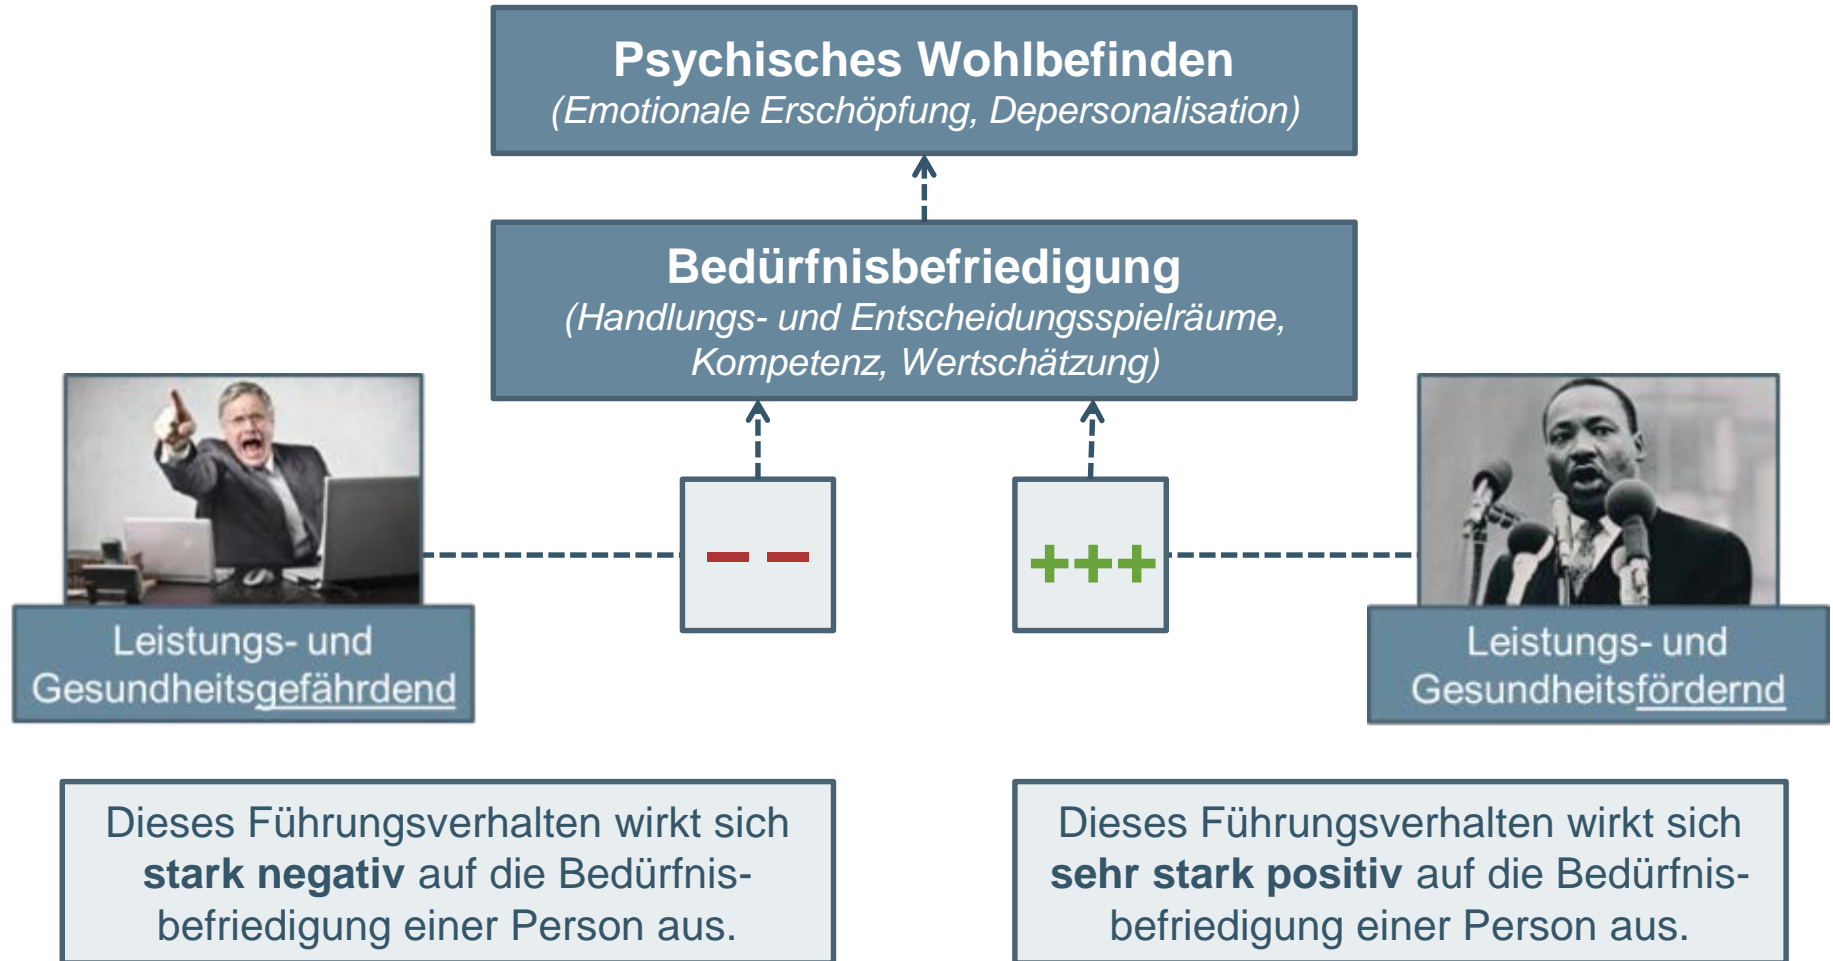 Psychisches Wohlbefinden
(Emotionale Erschöpfung, Depersonalisation)
Bedürfnisbefriedigung
(Handlungs- und Entscheidungsspielräume,
Kompetenz, Wertschätzung)
— —
+++
Leistungs- und
Gesundheitsgefährdend
Leistungs- und
Gesundheitsfördernd
Dieses Führungsverhalten wirkt sich
stark negativ auf die Bedürfnis-
befriedigung einer Person aus.
Dieses Führungsverhalten wirkt sich
sehr stark positiv auf die Bedürfnis-
befriedigung einer Person aus.